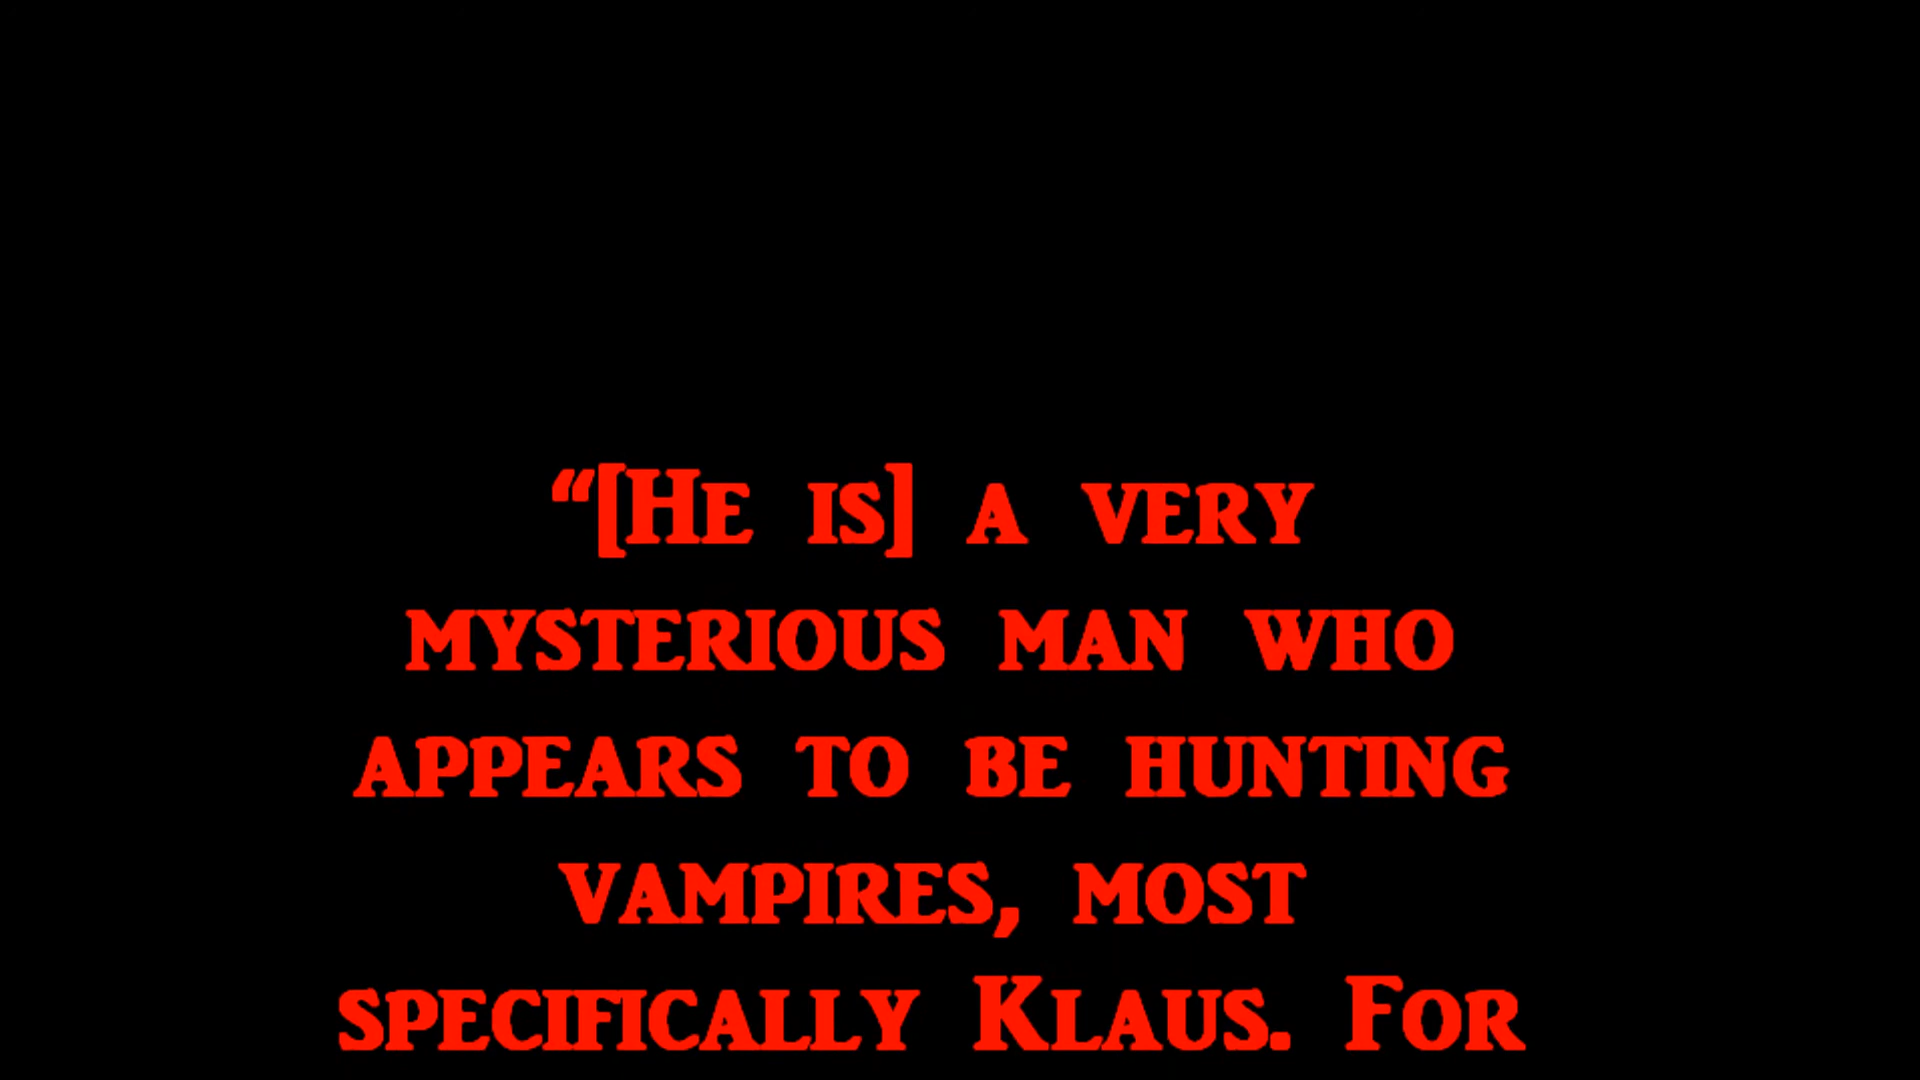 “[He is] a very
mysterious man who
appears to be hunting
vampires, most
specifically Klaus. For